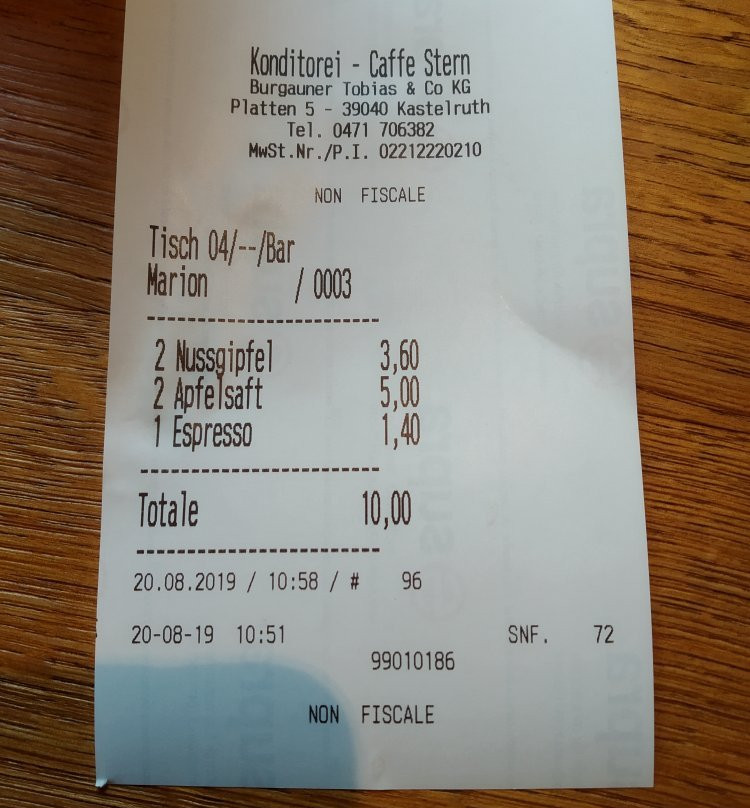 Konditorei - Caffe Stern
Burgauner Tobias & Co KG
Platten 5 - 39040 Kastelruth
Tel. 0471 706382
MwSt.Nr./P.I. 02212220210
NON FISCALE
Tisch 04/--/Bar
Marion / 0003
------------------------
2 Nussgipfel 3,60
2 Apfelsaft 5,00
1 Espresso 1,40
------------------------
Totale 10,00
------------------------
20.08.2019 / 10:58 / # 96
20-08-19 10:51 SNF. 72
99010186
NON FISCALE